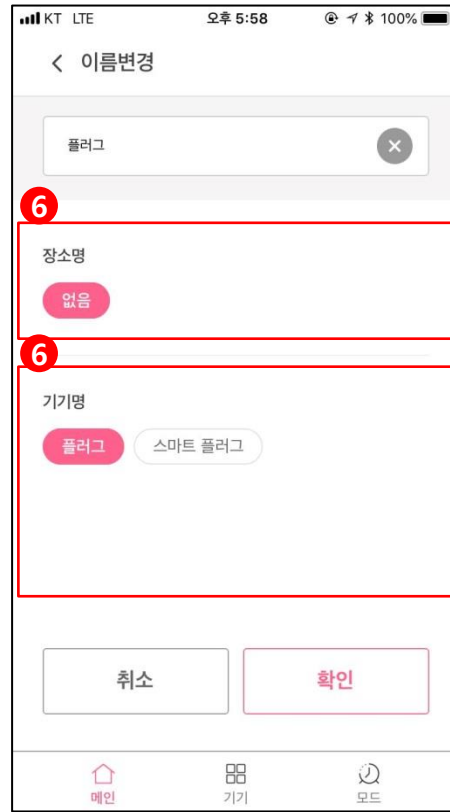 KT LTE 오후 5:58 100%
이름변경
플러그
6
장소명
없음
6
기기명
플러그 스마트 플러그
취소 확인
메인 기기 모드